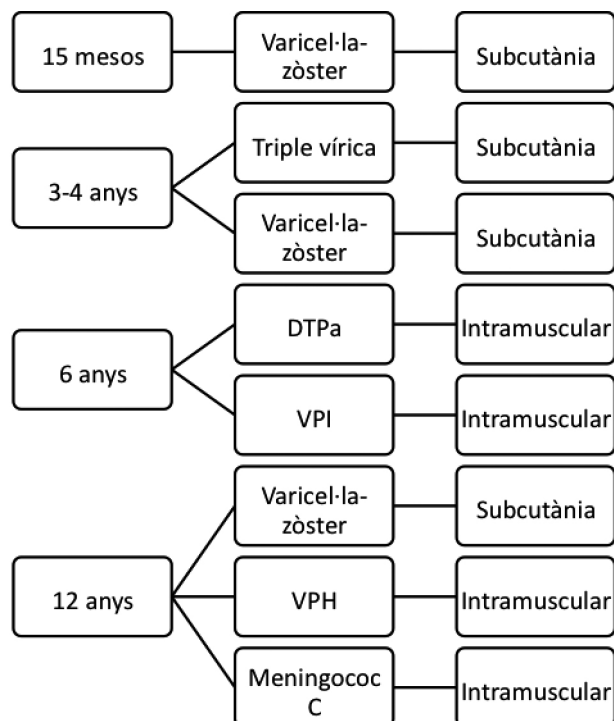 15 mesos
Varicel·la-
zòster
Subcutània
3-4 anys
Triple vírica
Subcutània
Varicel·la-
zòster
Subcutània
6 anys
DTPa
Intramuscular
VPI
Intramuscular
12 anys
Varicel·la-
zòster
Subcutània
VPH
Intramuscular
Meningococ
C
Intramuscular